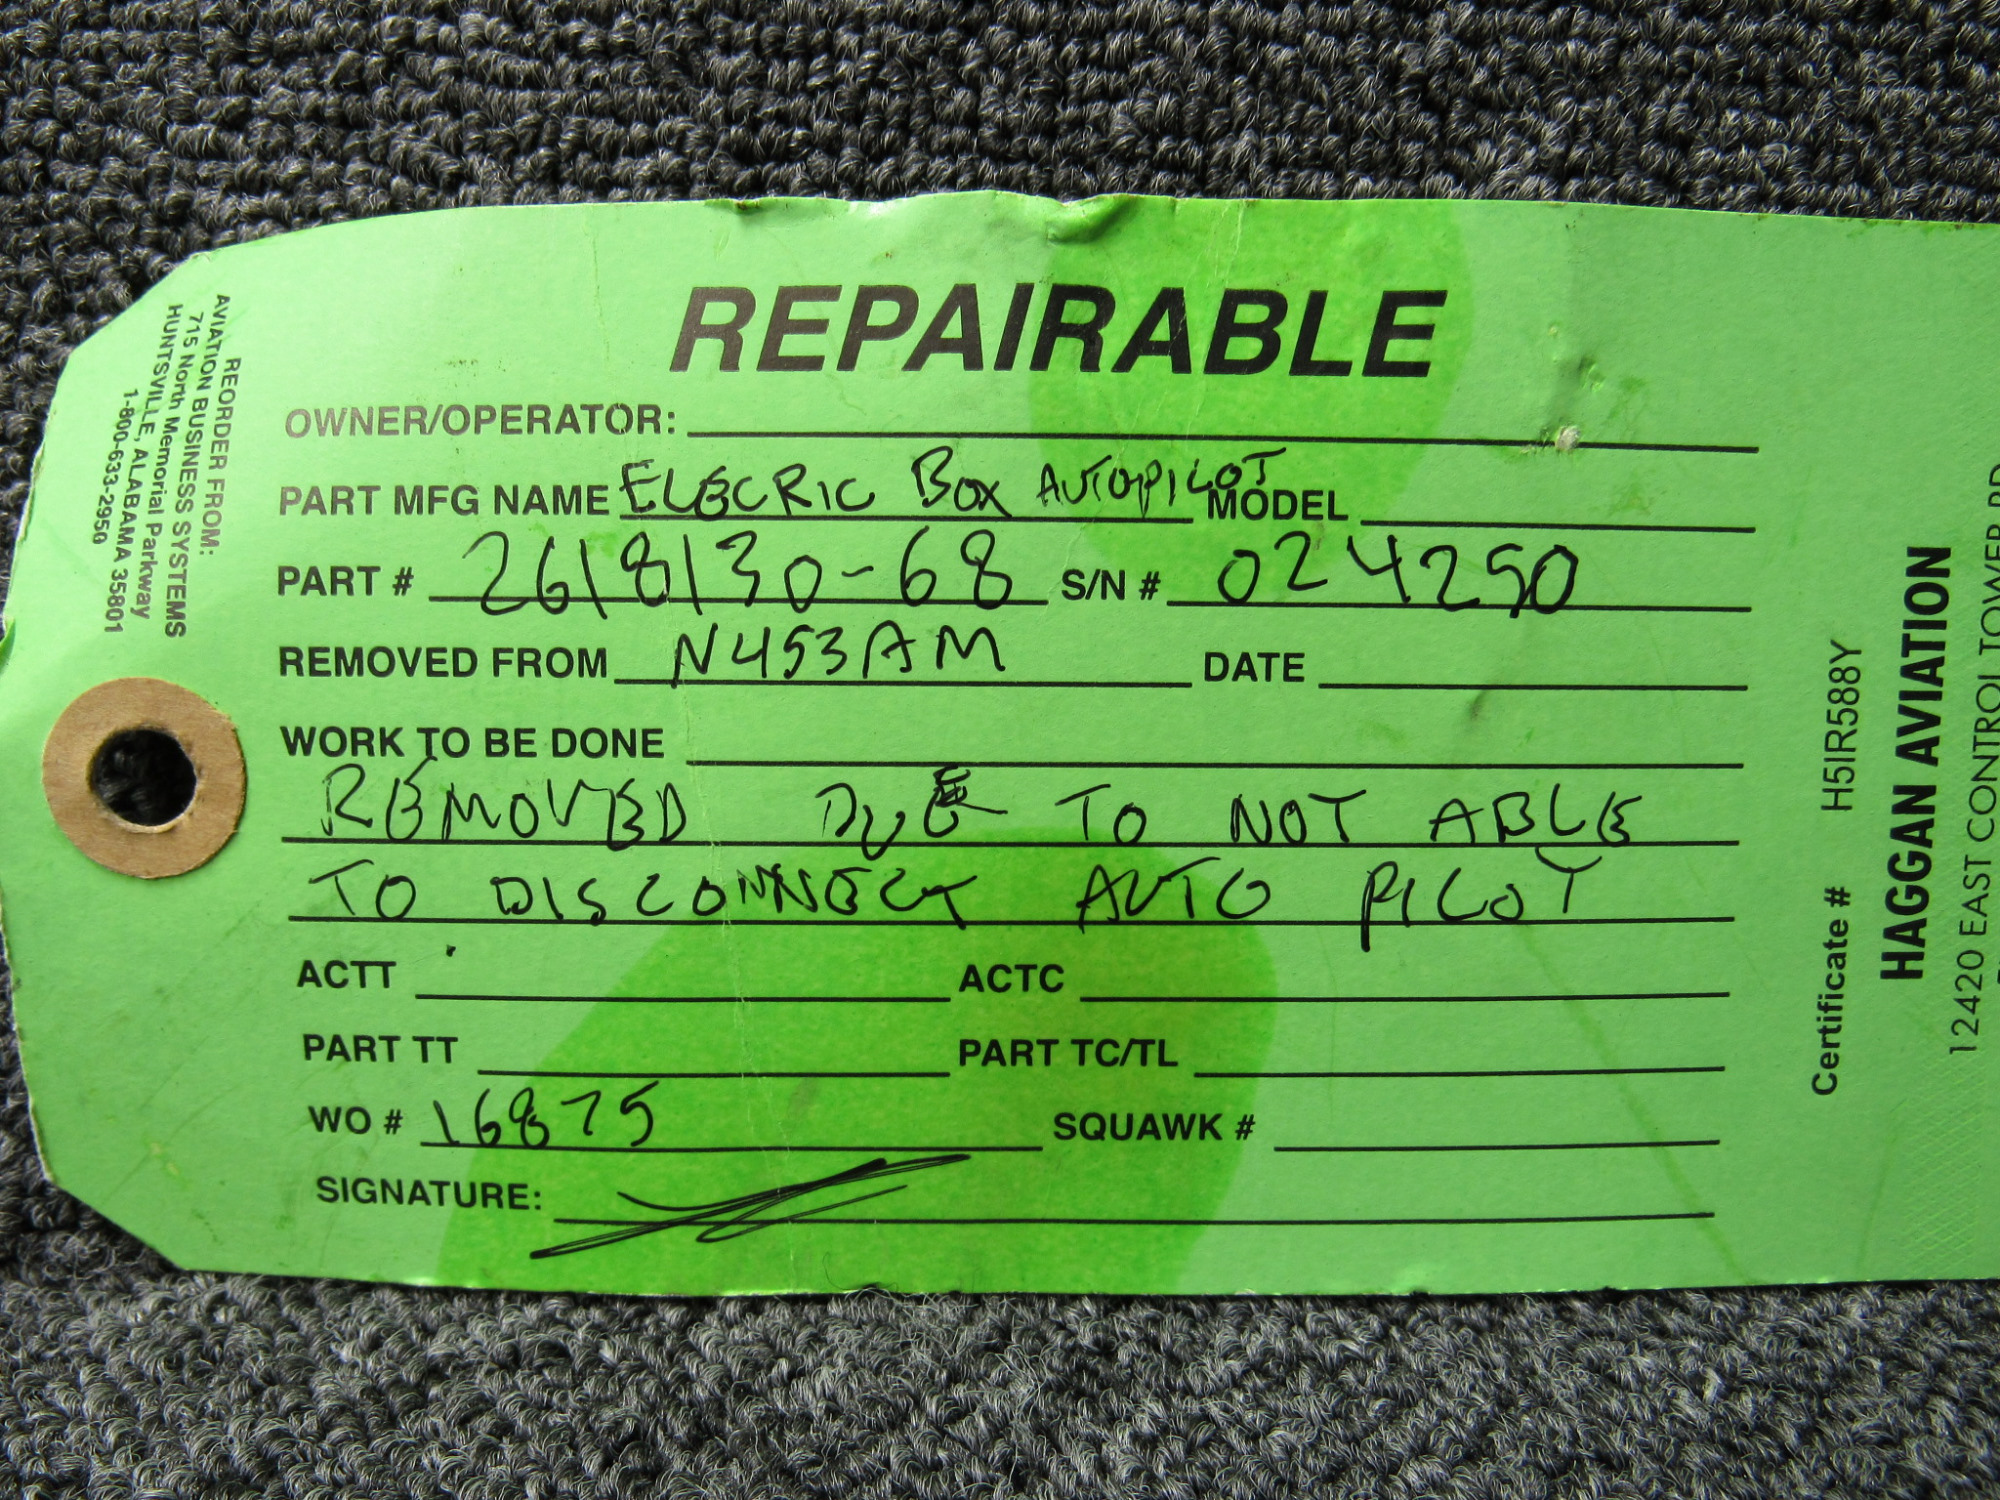 REPAIRABLE
OWNER/OPERATOR:
PART MFG NAME ELECRIC BOX AUTOPILOT MODEL
PART # 2618130-68 S/N # 024250
REMOVED FROM N453AM DATE
WORK TO BE DONE
REMOVED DUE TO NOT ABLE
TO DISCONNECT AUTO PILOT
ACTT ACTC
PART TT PART TC/TL
WO # 16875 SQUAWK #
SIGNATURE:
REORDER FROM:
AVIATION BUSINESS SYSTEMS
715 North Memorial Parkway
HUNTSVILLE, ALABAMA 35801
1-800-633-2950
Certificate # H5IR588Y
HAGGAN AVIATION
12420 EAST CONTROL TOWER RD